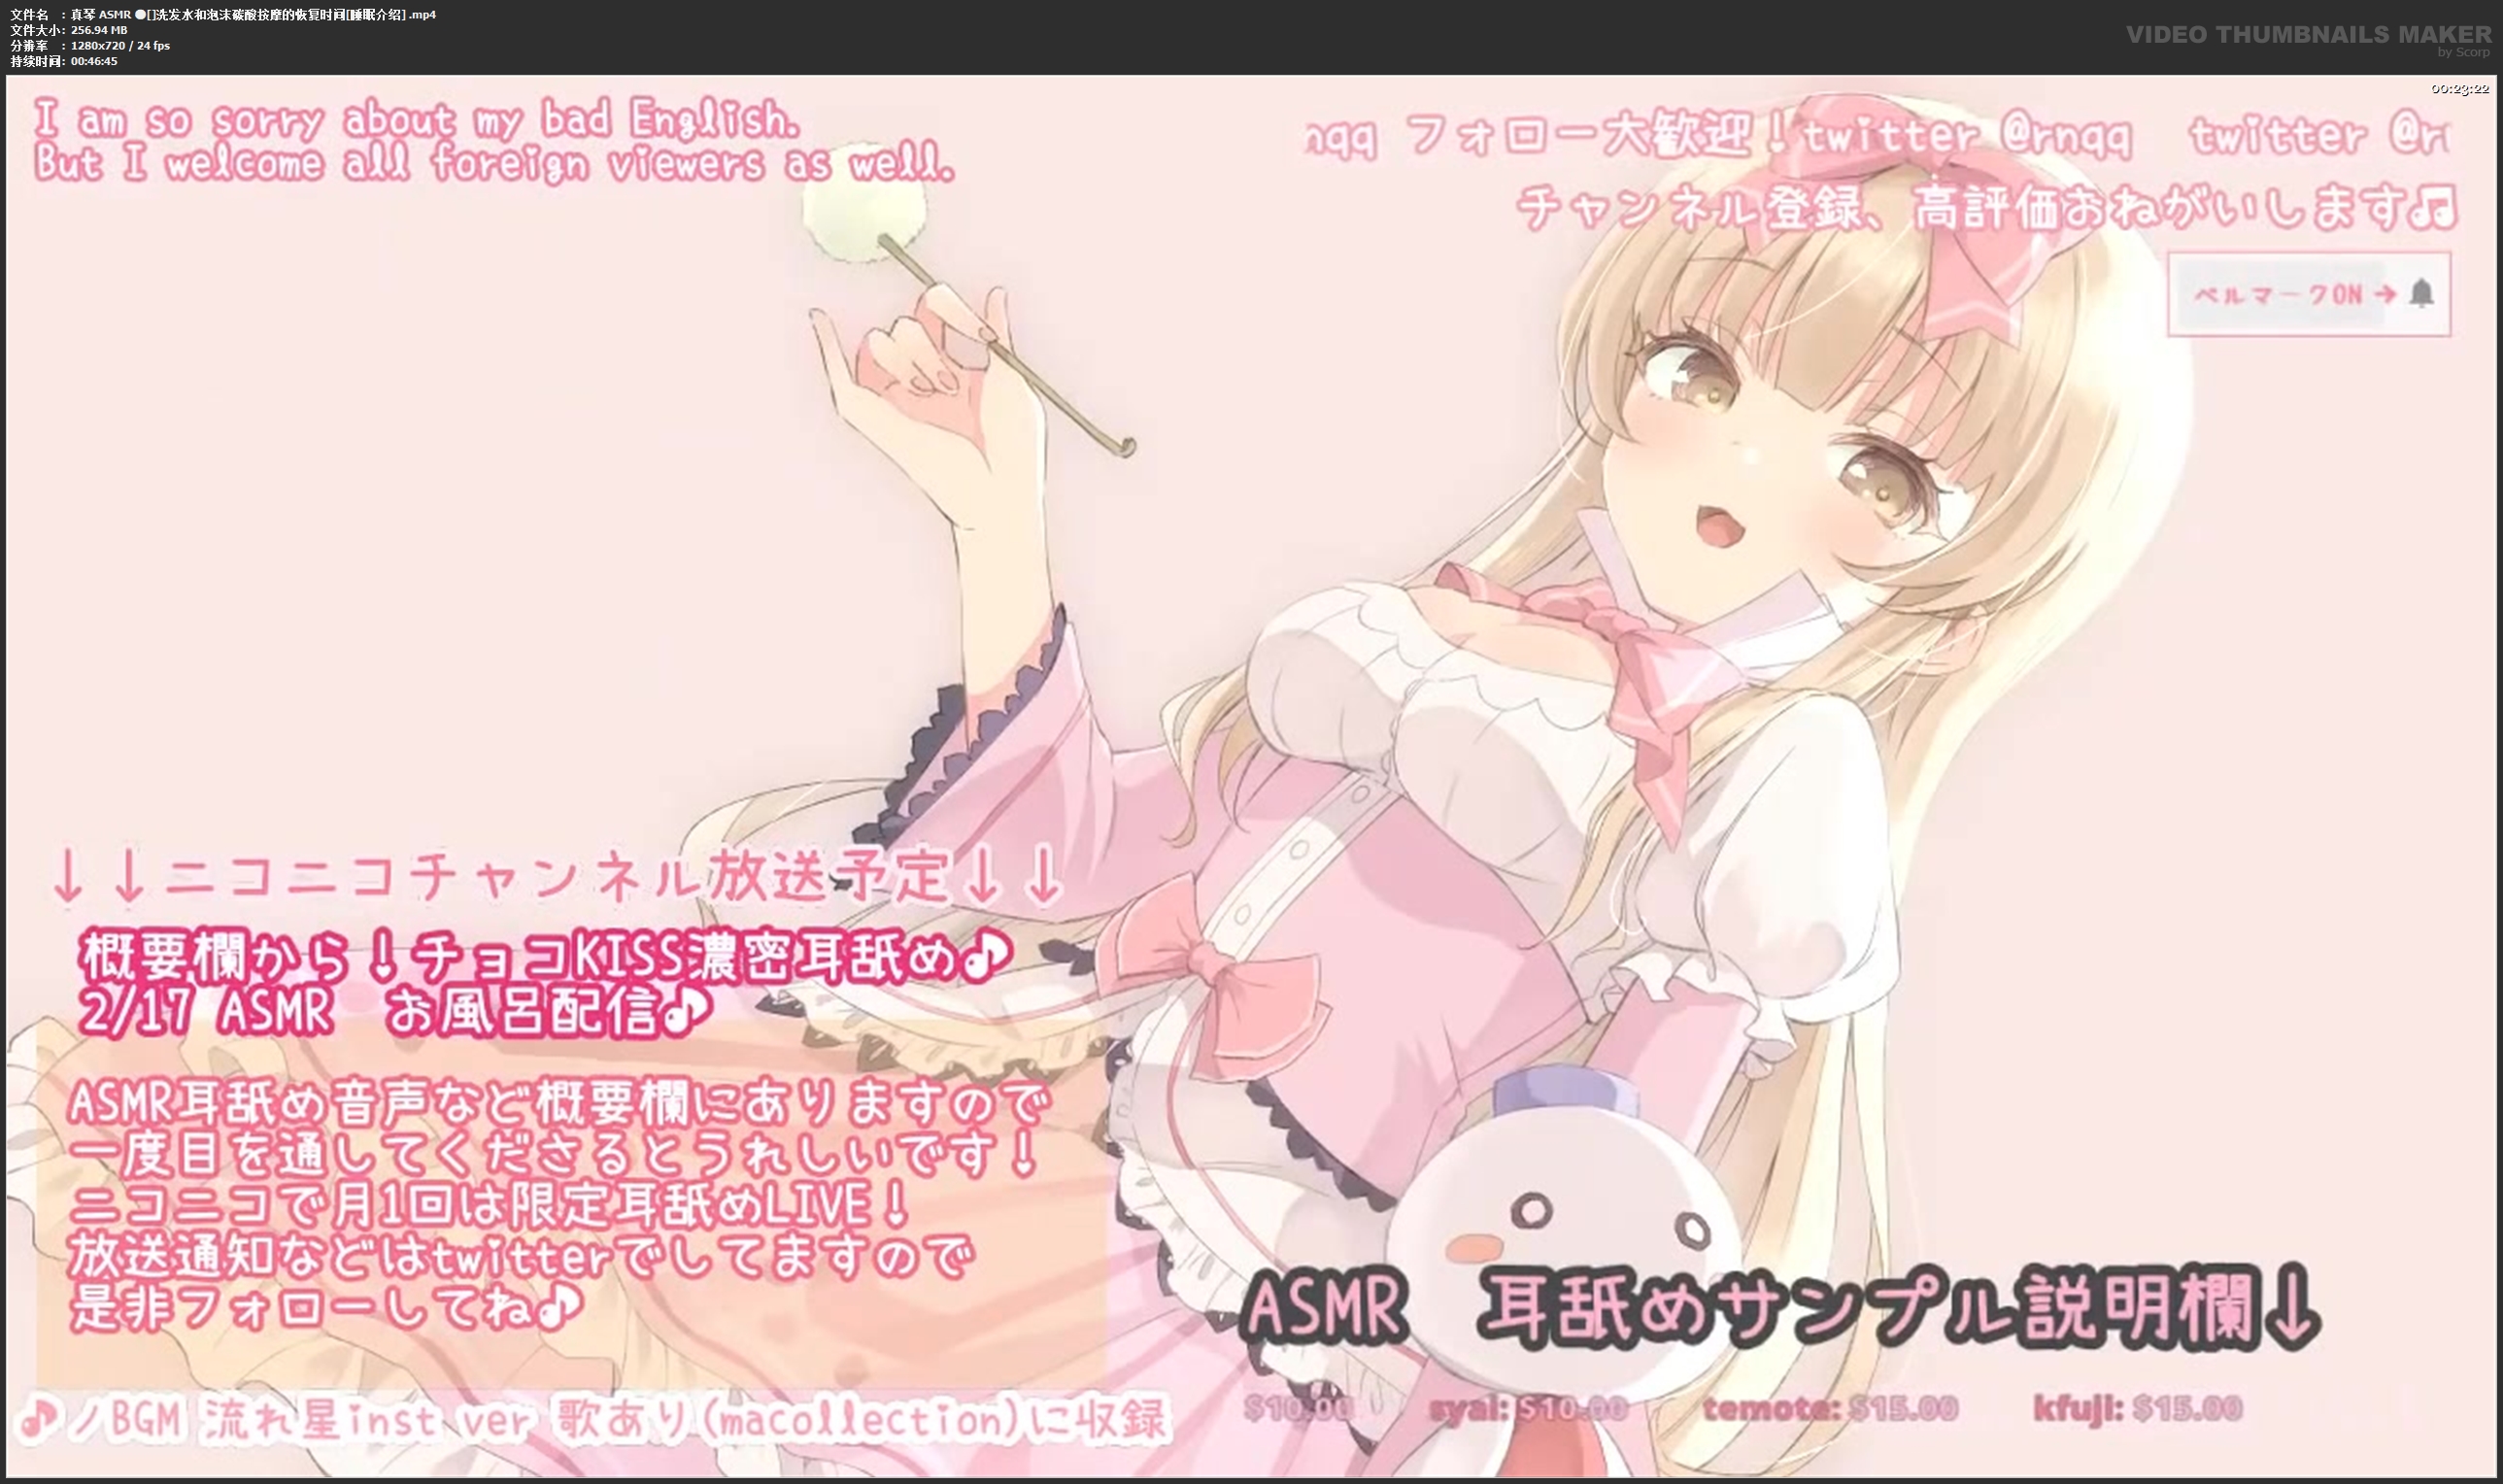 文件名 : 真琴 ASMR ●[]洗发水和泡沫碳酸按摩的恢复时间[睡眠介绍] .mp4
文件大小: 256.94 MB
分辨率 : 1280x720 / 24 fps
持续时间: 00:46:45
VIDEO THUMBNAILS MAKER
by Scorp
00:23:22
I am so sorry about my bad English.
But I welcome all foreign viewers as well.
nqq フォロー大歓迎！twitter @rnqq twitter @r
チャンネル登録、高評価おねがいします♫
ベルマークON →
↓↓ニコニコチャンネル放送予定↓↓
概要欄から！チョコKISS濃密耳舐め♪
2/17 ASMR お風呂配信♪
ASMR耳舐め音声など概要欄にありますので
一度目を通してくださるとうれしいです！
ニコニコで月1回は限定耳舐めLIVE！
放送通知などはtwitterでしてますので
是非フォローしてね♪
ASMR 耳舐めサンプル説明欄↓
♪ノBGM 流れ星inst ver 歌あり(macollection)に収録
$10.00 syal: $10.00 temote: $15.00 kfuji: $15.00